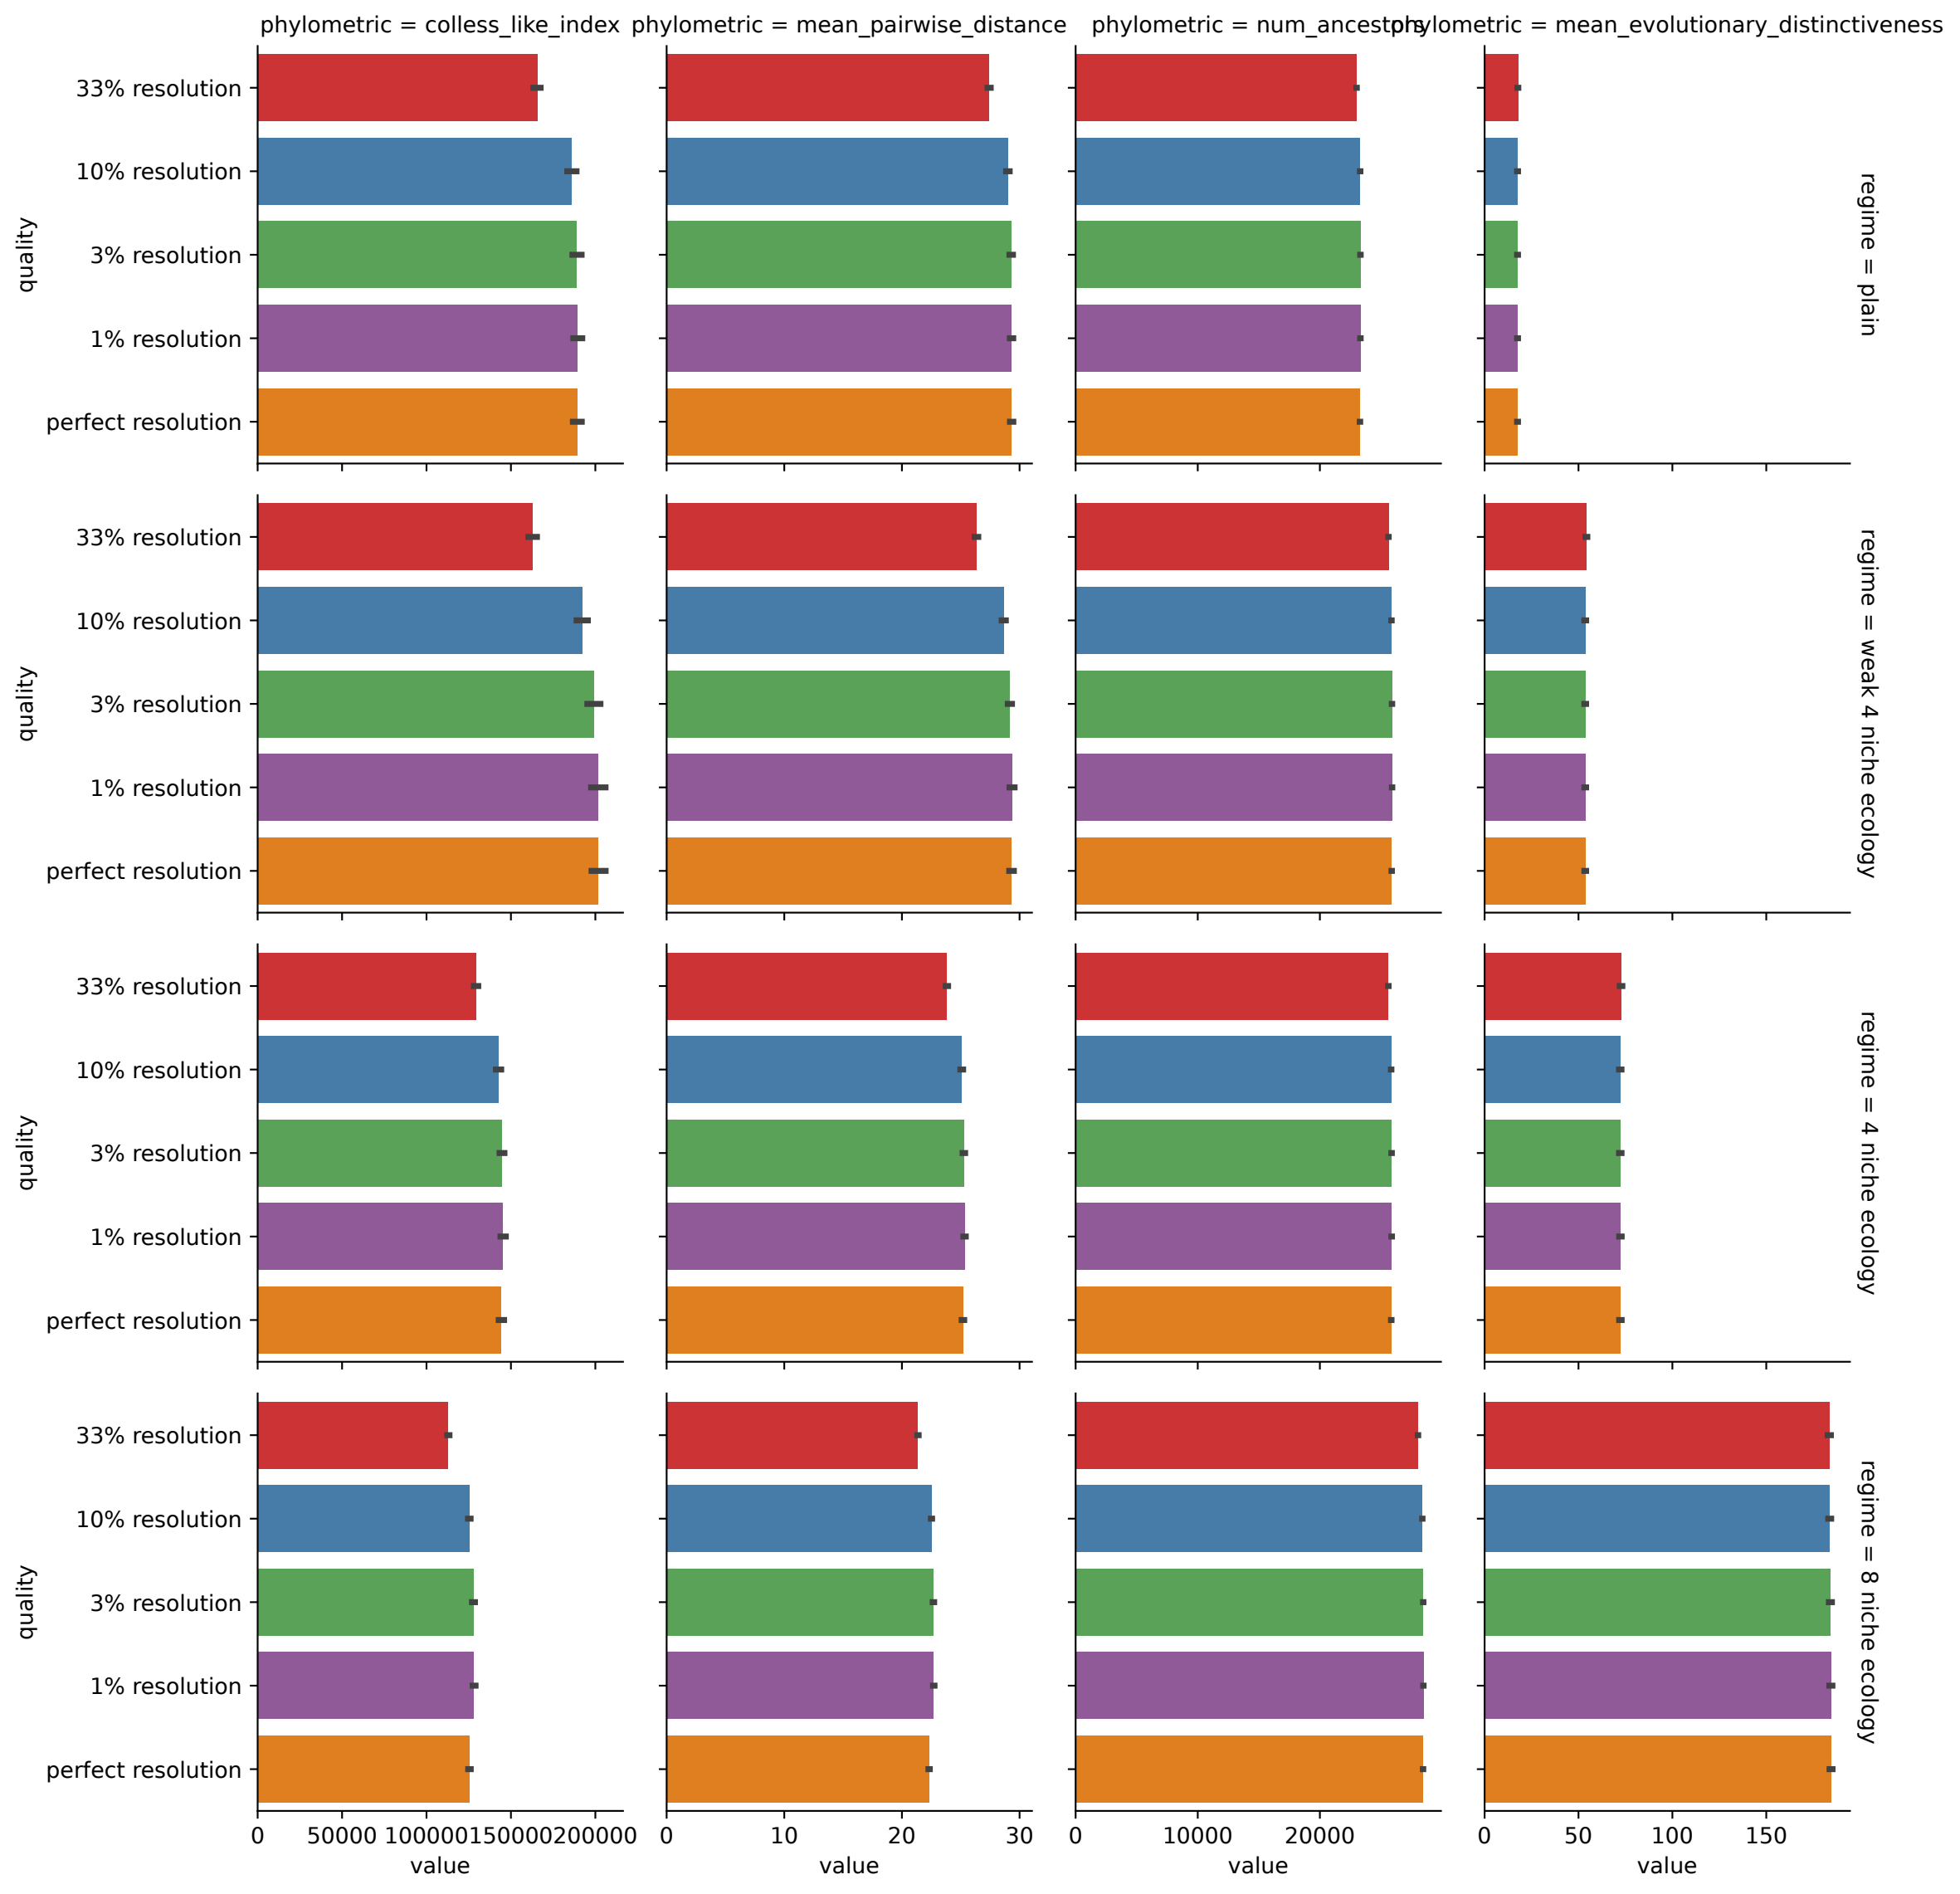 phylometric = colless_like_index
phylometric = mean_pairwise_distance
phylometric = num_ancestors
phylometric = mean_evolutionary_distinctiveness
quality
33% resolution
10% resolution
3% resolution
1% resolution
perfect resolution
regime = plain
quality
33% resolution
10% resolution
3% resolution
1% resolution
perfect resolution
regime = weak 4 niche ecology
quality
33% resolution
10% resolution
3% resolution
1% resolution
perfect resolution
regime = 4 niche ecology
quality
33% resolution
10% resolution
3% resolution
1% resolution
perfect resolution
regime = 8 niche ecology
0 50000 100000 150000 200000
0 10 20 30
0 10000 20000
0 50 100 150
value
value
value
value